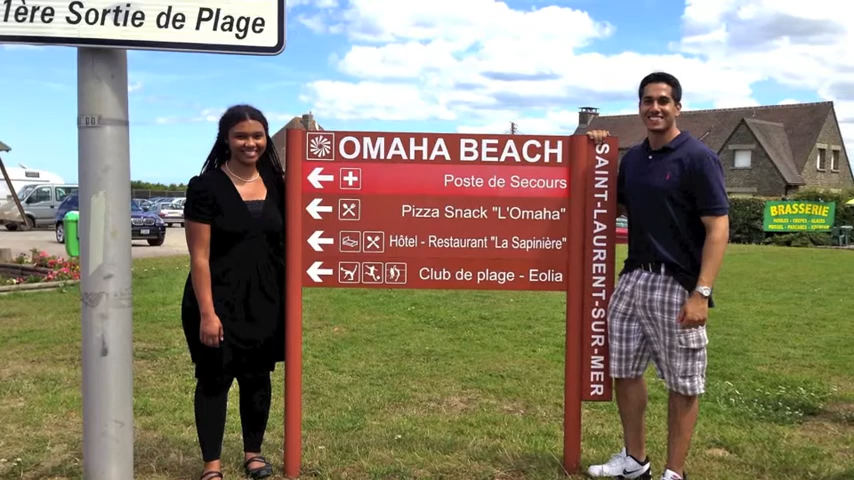 1ère Sortie de Plage
OMAHA BEACH
Poste de Secours
Pizza Snack "L'Omaha"
Hôtel - Restaurant "La Sapinière"
Club de plage - Eolia
SAINT-LAURENT-SUR-MER
BRASSERIE